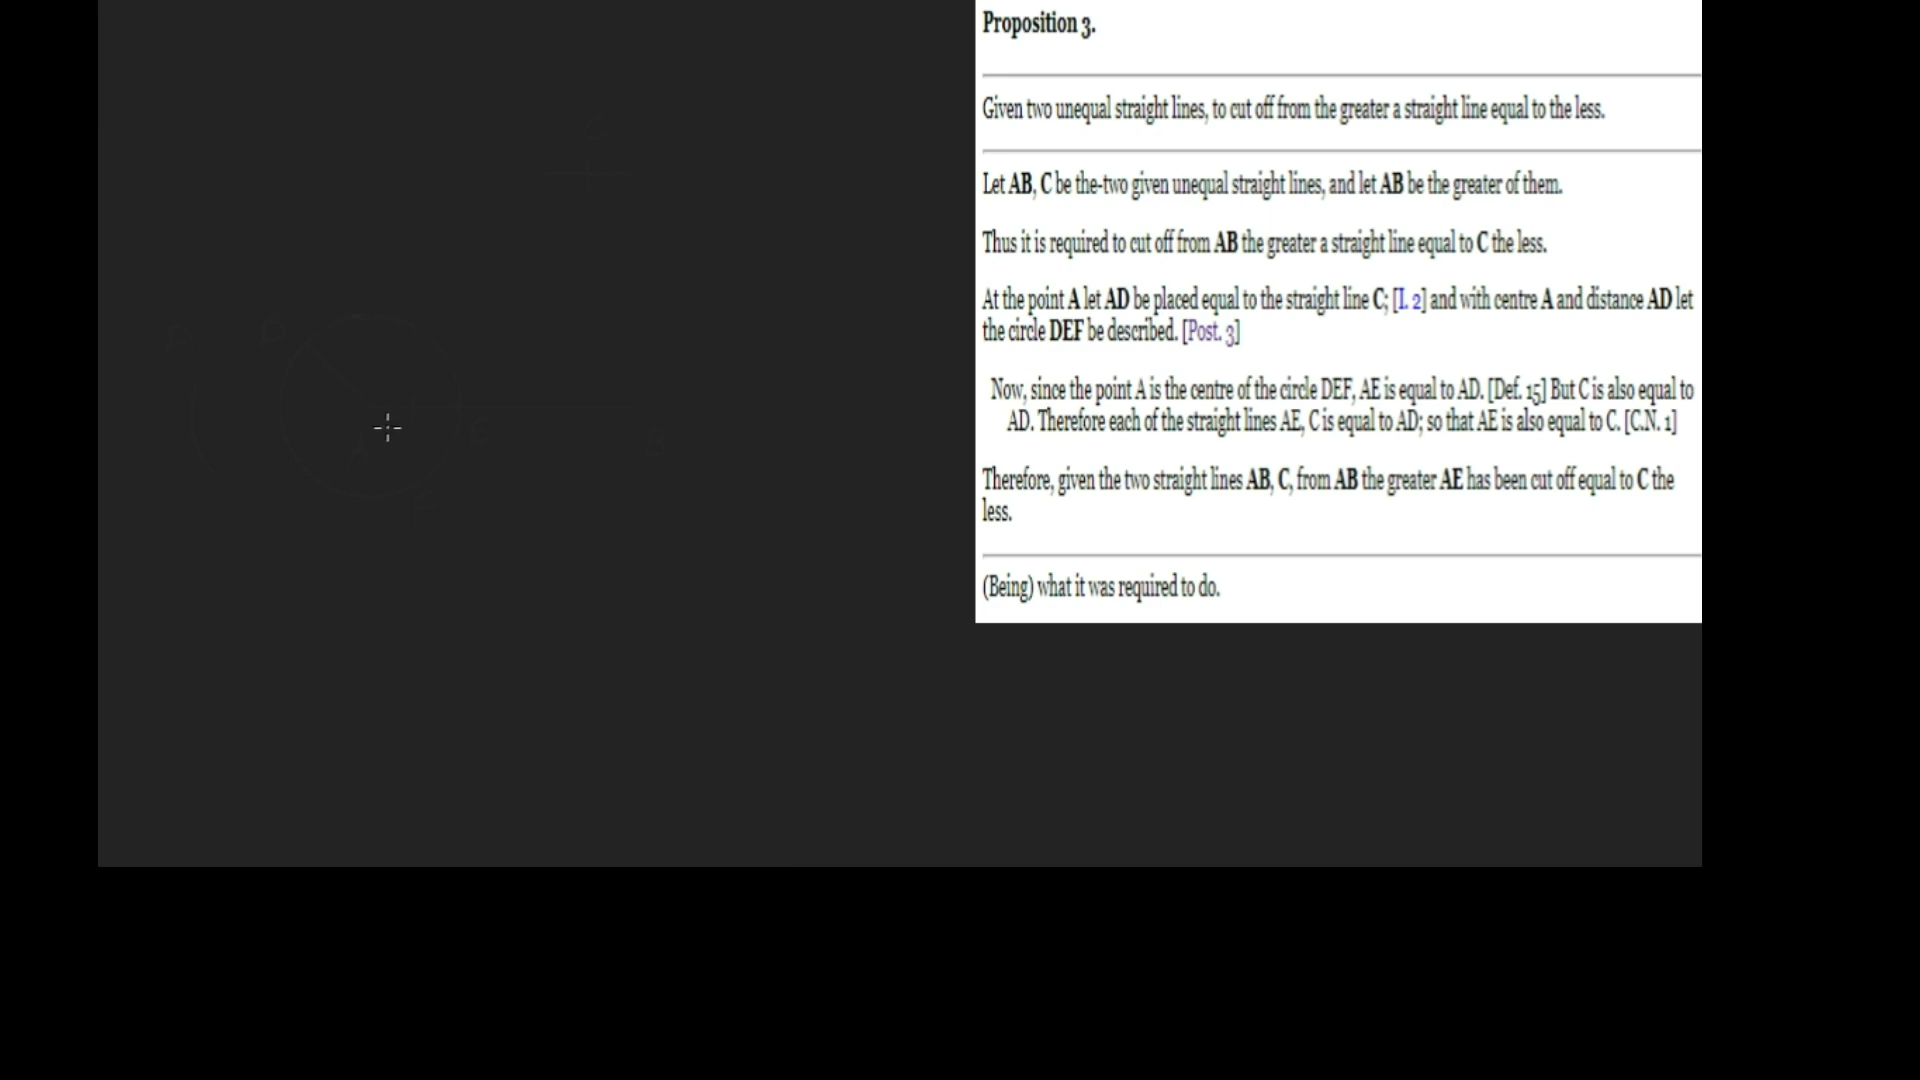 Proposition 3.
Given two unequal straight lines, to cut off from the greater a straight line equal to the less.
Let AB, C be the-two given unequal straight lines, and let AB be the greater of them.
Thus it is required to cut off from AB the greater a straight line equal to C the less.
At the point A let AD be placed equal to the straight line C; [I. 2] and with centre A and distance AD let
the circle DEF be described. [Post. 3]
Now, since the point A is the centre of the circle DEF, AE is equal to AD. [Def. 15] But C is also equal to
AD. Therefore each of the straight lines AE, C is equal to AD; so that AE is also equal to C. [C.N. 1]
Therefore, given the two straight lines AB, C, from AB the greater AE has been cut off equal to C the
less.
(Being) what it was required to do.